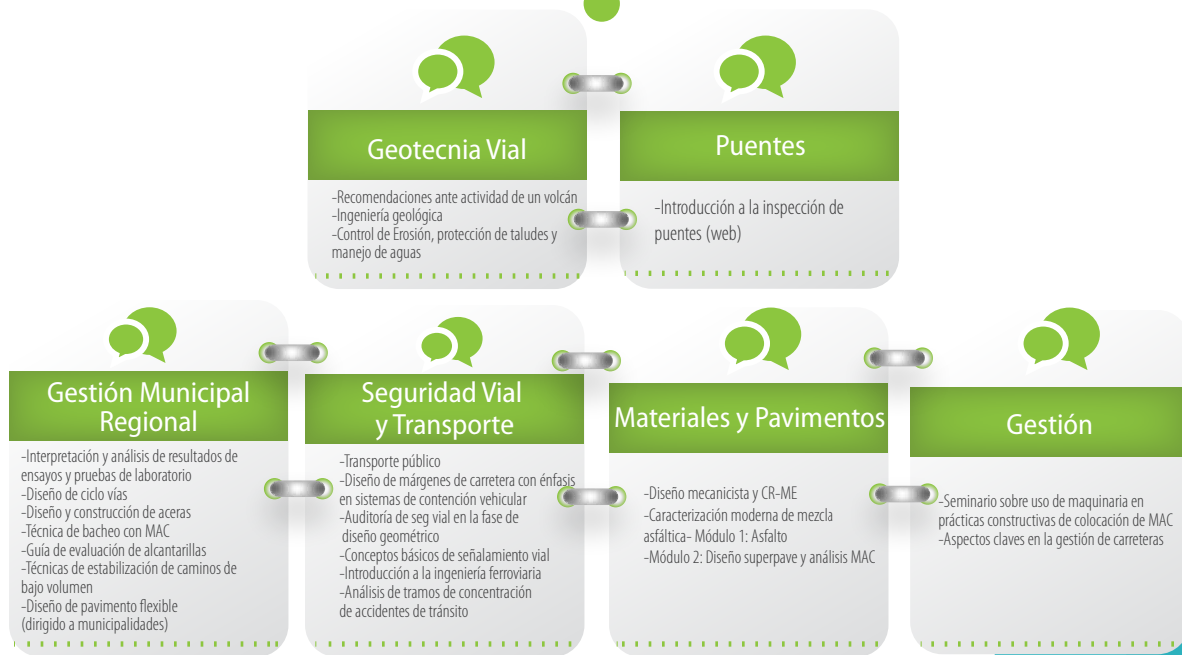 Geotecnia Vial
-Recomendaciones ante actividad de un volcán
-Ingeniería geológica
-Control de Erosión, protección de taludes y
manejo de aguas
Puentes
-Introducción a la inspección de
puentes (web)
Gestión Municipal
Regional
-Interpretación y análisis de resultados de
ensayos y pruebas de laboratorio
-Diseño de ciclo vías
-Diseño y construcción de aceras
-Técnica de bacheo con MAC
-Guía de evaluación de alcantarillas
-Técnicas de estabilización de caminos de
bajo volumen
-Diseño de pavimento flexible
(dirigido a municipalidades)
Seguridad Vial
y Transporte
-Transporte público
-Diseño de márgenes de carretera con énfasis
en sistemas de contención vehicular
-Auditoría de seg vial en la fase de
diseño geométrico
-Conceptos básicos de señalamiento vial
-Introducción a la ingeniería ferroviaria
-Análisis de tramos de concentración
de accidentes de tránsito
Materiales y Pavimentos
-Diseño mecanicista y CR-ME
-Caracterización moderna de mezcla
asfáltica- Módulo 1: Asfalto
-Módulo 2: Diseño superpave y análisis MAC
Gestión
-Seminario sobre uso de maquinaria en
prácticas constructivas de colocación de MAC
-Aspectos claves en la gestión de carreteras